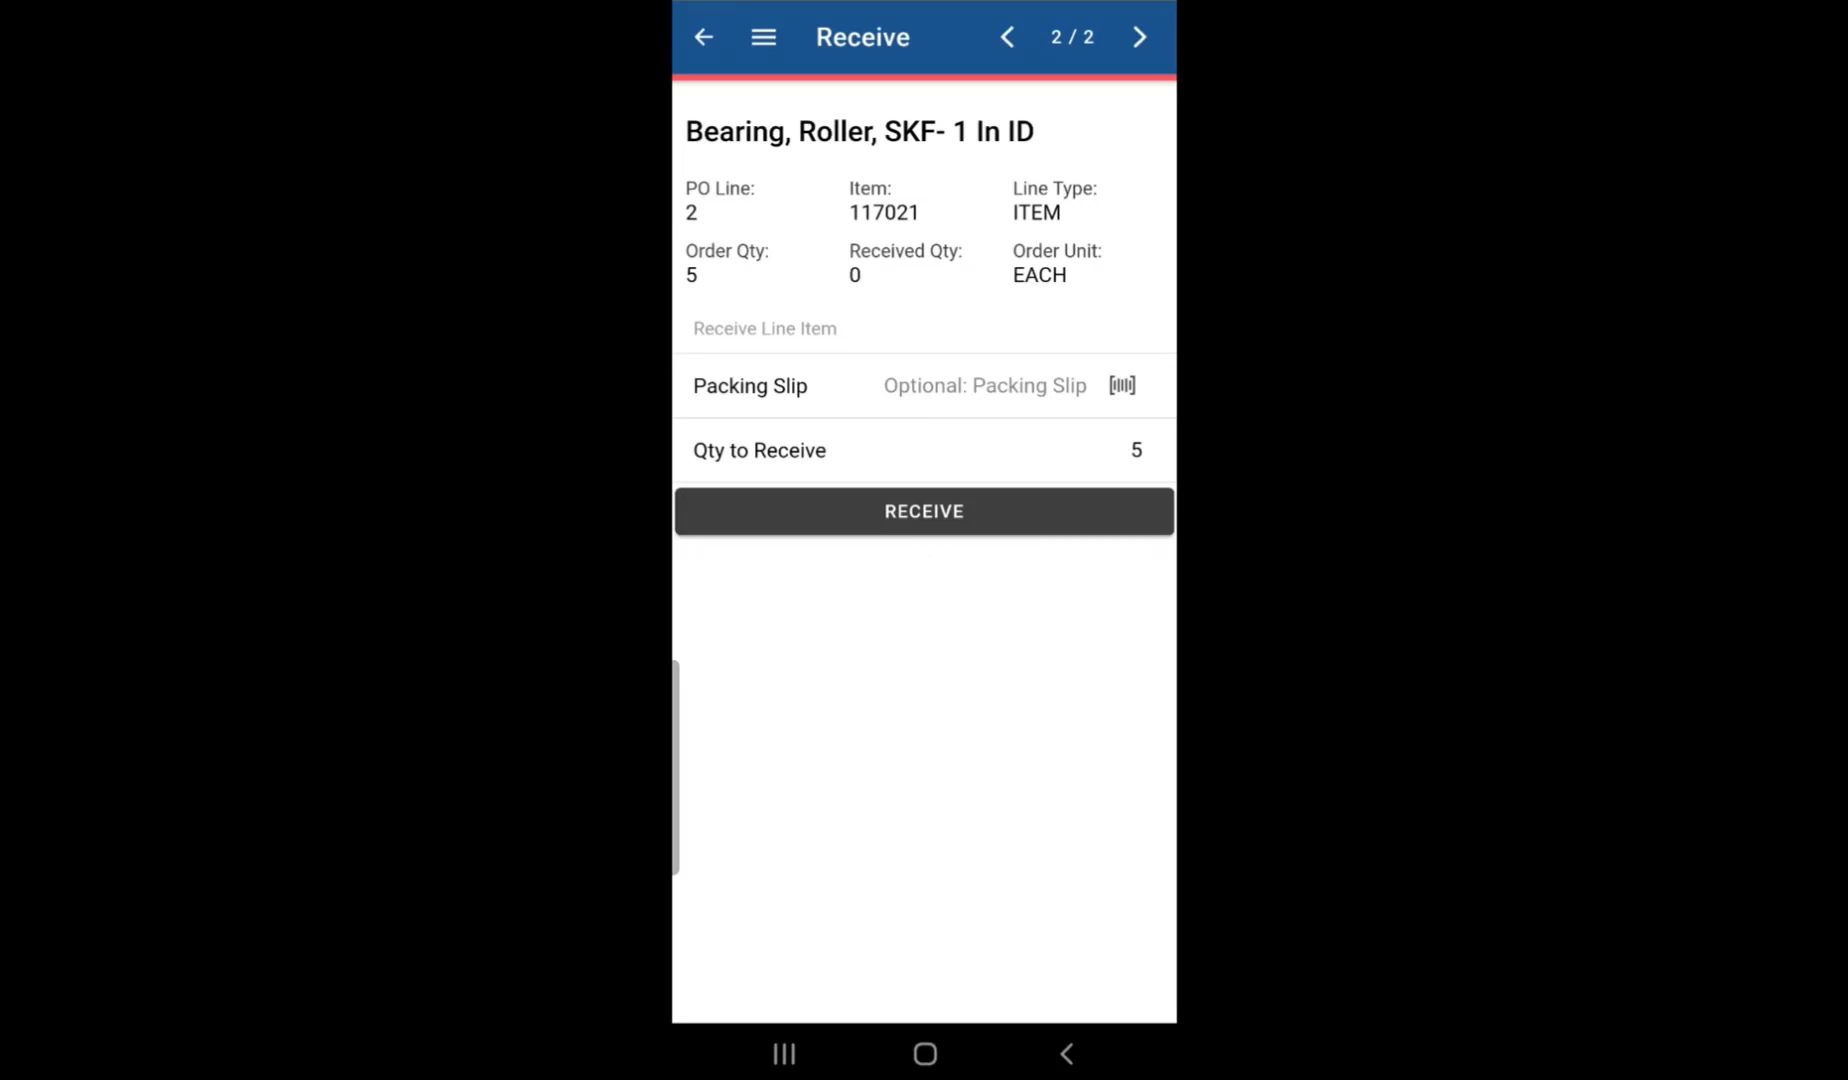 Receive 2 / 2
Bearing, Roller, SKF- 1 In ID
PO Line: Item: Line Type:
2 117021 ITEM
Order Qty: Received Qty: Order Unit:
5 0 EACH
Receive Line Item
Packing Slip Optional: Packing Slip
Qty to Receive 5
RECEIVE